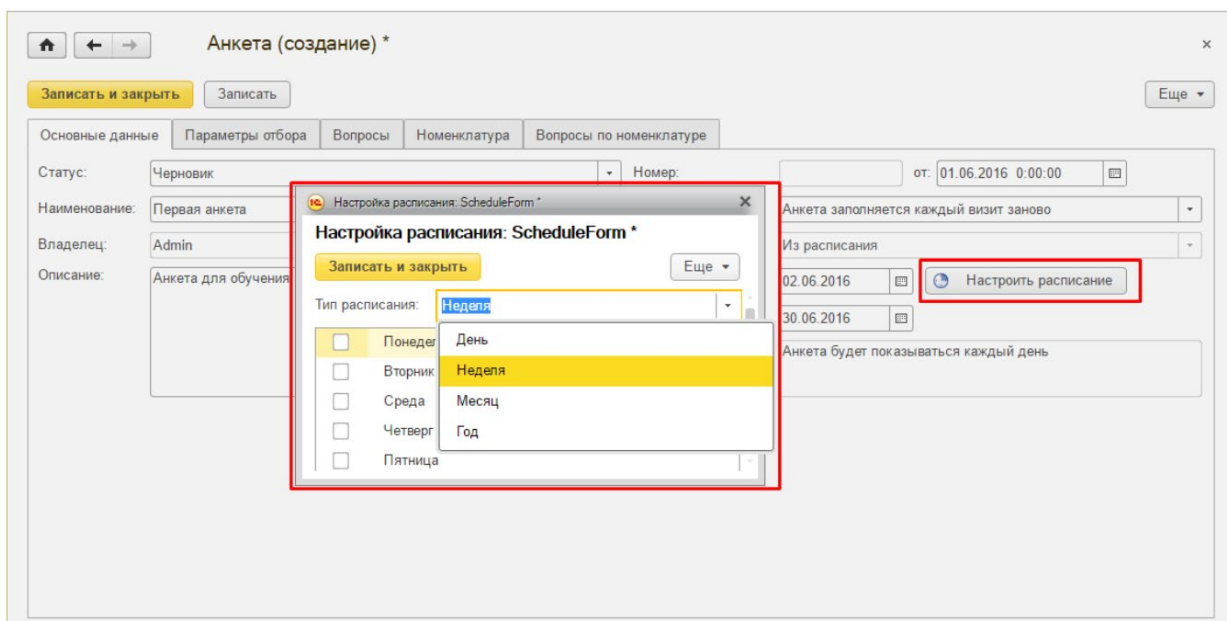 Анкета (создание) *
Записать и закрыть Записать Еще
Основные данные Параметры отбора Вопросы Номенклатура Вопросы по номенклатуре
Статус: Черновик Номер: от: 01.06.2016 0:00:00
Наименование: Первая анкета Анкета заполняется каждый визит заново
Владелец: Admin Из расписания
Описание: Анкета для обучения 02.06.2016 Настроить расписание
30.06.2016
Анкета будет показываться каждый день
1С Настройка расписания: ScheduleForm *
Настройка расписания: ScheduleForm *
Записать и закрыть Еще
Тип расписания: Неделя
День
Вторник Неделя
Среда Месяц
Четверг Год
Пятница